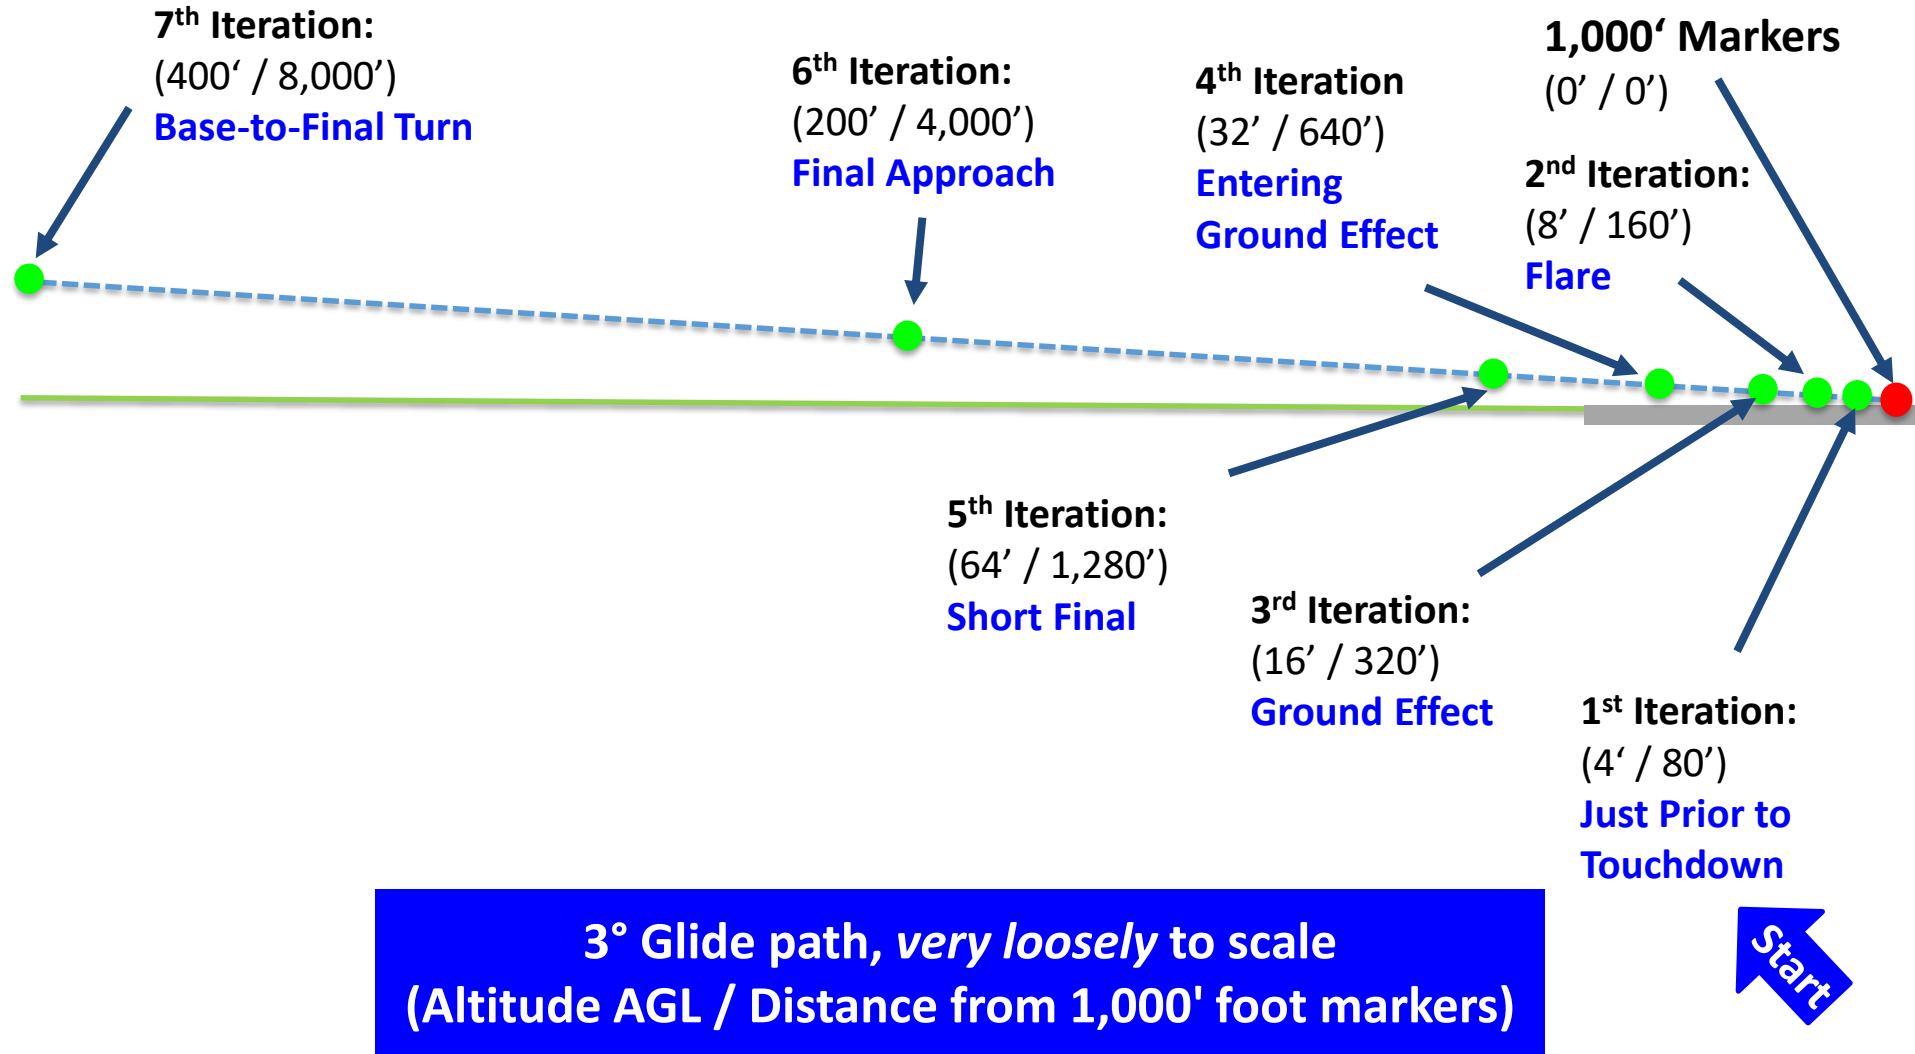 7th Iteration:
(400‘ / 8,000’)
Base-to-Final Turn
6th Iteration:
(200’ / 4,000’)
Final Approach
4th Iteration
(32’ / 640’)
Entering
Ground Effect
1,000‘ Markers
(0’ / 0’)
2nd Iteration:
(8’ / 160’)
Flare
5th Iteration:
(64’ / 1,280’)
Short Final
3rd Iteration:
(16’ / 320’)
Ground Effect
1st Iteration:
(4‘ / 80’)
Just Prior to
Touchdown
Start
3° Glide path, very loosely to scale
(Altitude AGL / Distance from 1,000' foot markers)